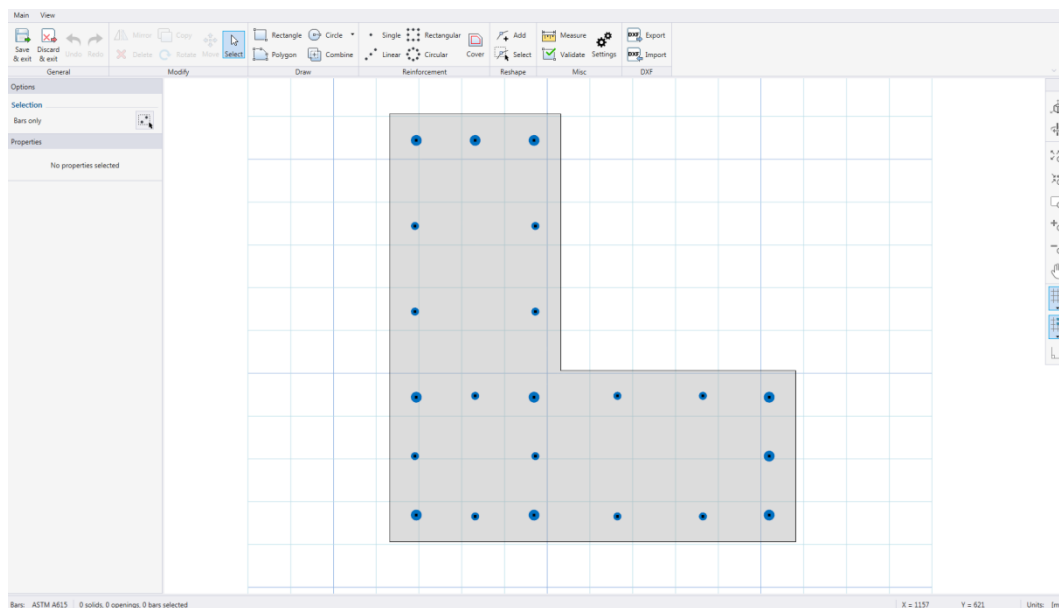 Main View
Save & exit
Discard & exit
Undo Redo
Mirror Copy
Delete Rotate Move Select
Rectangle Circle
Polygon Combine
Single Rectangular
Linear Circular Cover
Add
Select
Measure
Validate Settings
DXF Export
DXF Import
General Modify Draw Reinforcement Reshape Misc DXF
Options
Selection
Bars only
Properties
No properties selected
Bars: ASTM A615 0 solids, 0 openings, 0 bars selected X = 1157 Y = 621 Units: